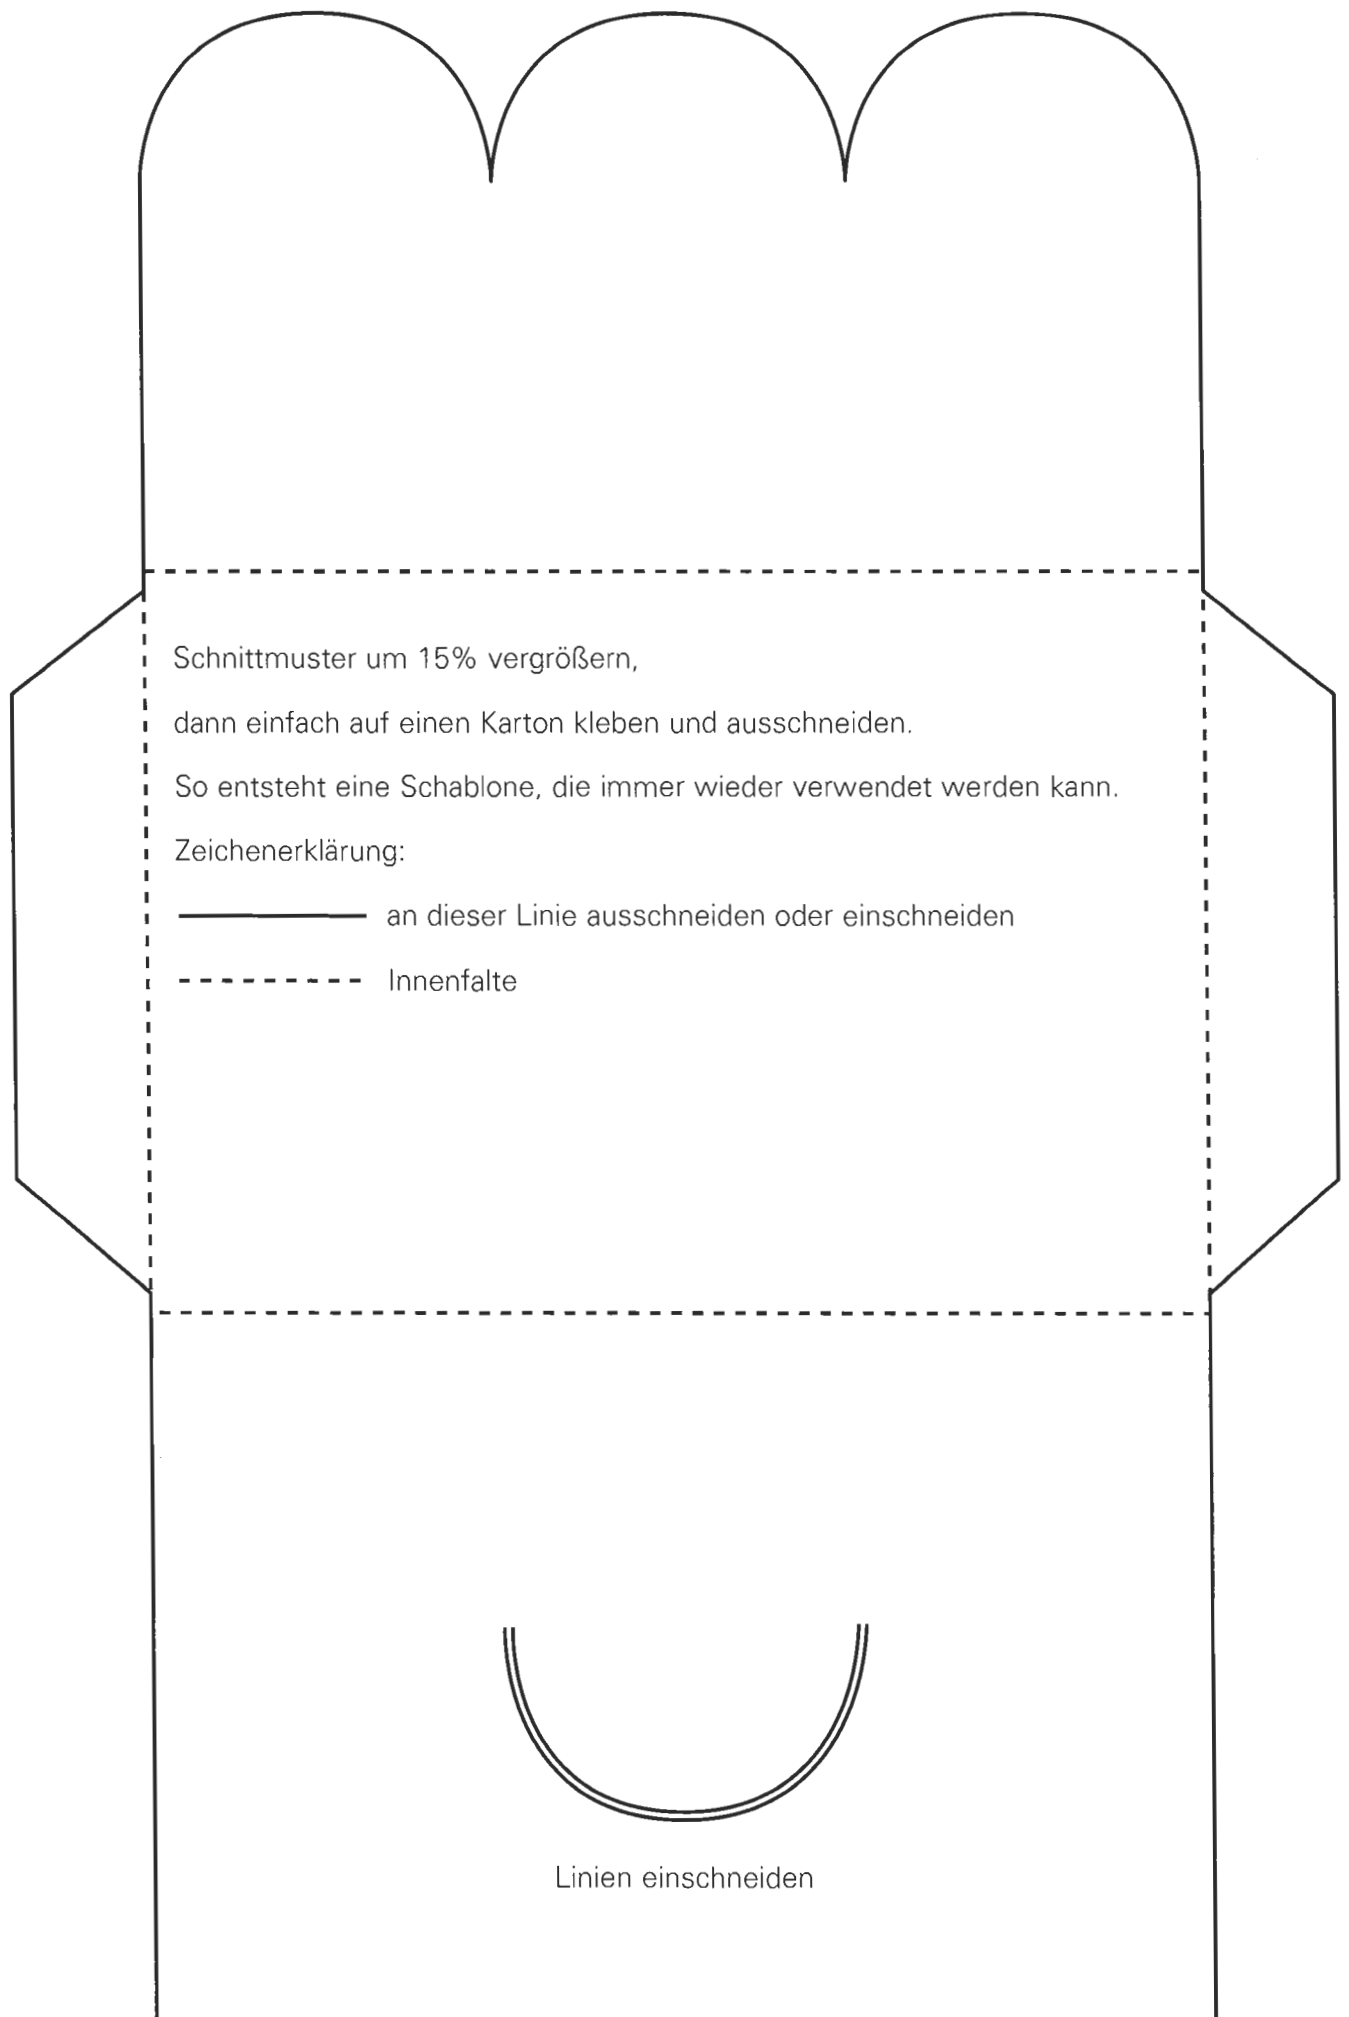 Schnittmuster um 15% vergrößern,
dann einfach auf einen Karton kleben und ausschneiden.
So entsteht eine Schablone, die immer wieder verwendet werden kann.
Zeichenerklärung:
an dieser Linie ausschneiden oder einschneiden
Innenfalte
Linien einschneiden